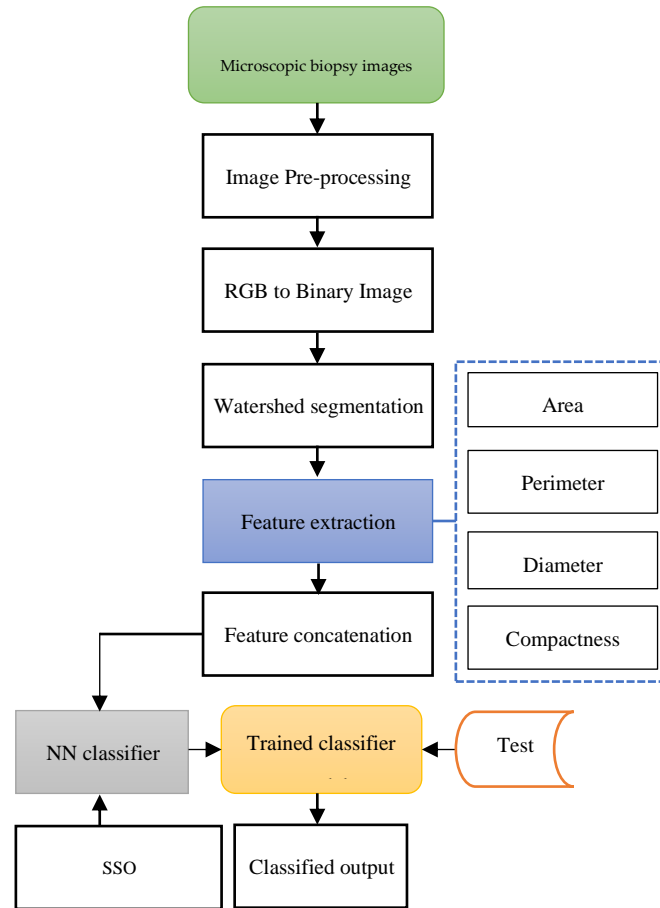 Microscopic biopsy images
Image Pre-processing
RGB to Binary Image
Watershed segmentation
Feature extraction
Area
Perimeter
Diameter
Compactness
Feature concatenation
NN classifier
Trained classifier
Test
SSO
Classified output